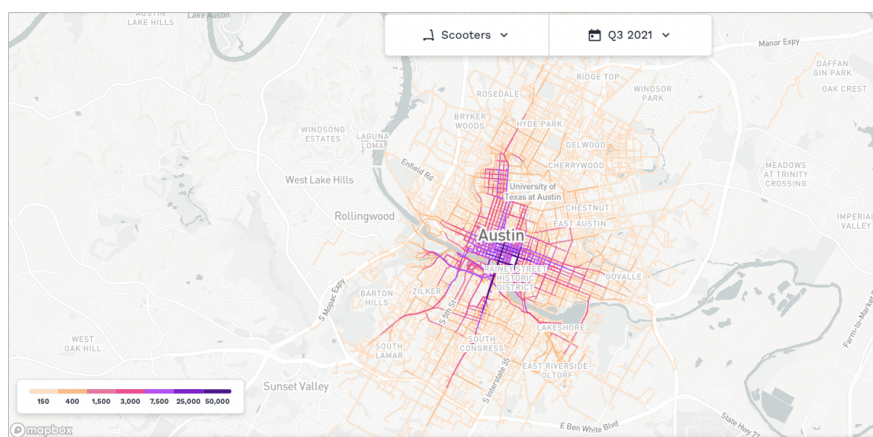 AUSTIN
LAKE HILLS
Lake Austin
Scooters
Q3 2021
Manor Expy
DAFFAN
GIN PARK
RIDGE TOP
WINDSOR
PARK
OAK CREST
ROSEDALE
BRYKER
WOODS
HYDE PARK
WINDSONG
ESTATES
LAGUNA
LOMA
DELWOOD
CHERRYWOOD
MEADOWS
AT TRINITY
CROSSING
Enfield Rd
West Lake Hills
University of
Texas at Austin
Rollingwood
CHESTNUT
EAST AUSTIN
IMPERIAL
VALLEY
Austin
RAINEY STREET
HISTORIC
DISTRICT
GOVALLE
S Mopac Expy
BARTON
HILLS
ZILKER
S 5th St
LAKESHORE
WEST
OAK HILL
SOUTH
LAMAR
SOUTH
CONGRESS
Farm-to-Market
S Interstate 35
EAST RIVERSIDE
OLTORF
Sunset Valley
150 400 1,500 3,000 7,500 25,000 50,000
E Ben White Blvd
State Hwy 71
mapbox